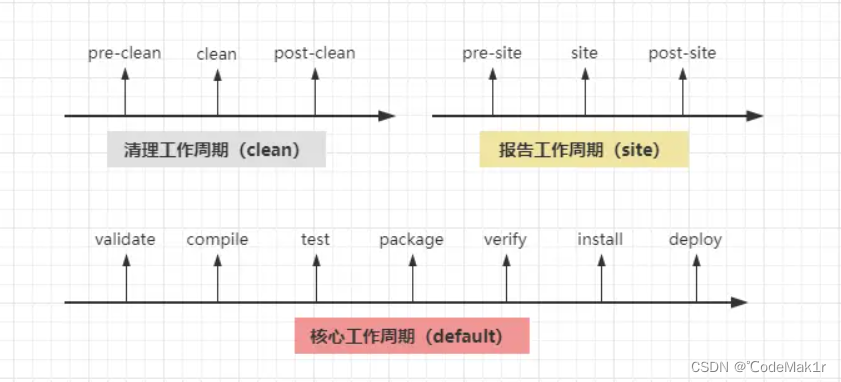 pre-clean clean post-clean
pre-site site post-site
清理工作周期（clean）
报告工作周期（site）
validate compile test package verify install deploy
核心工作周期（default）
CSDN @℃odeMak1r